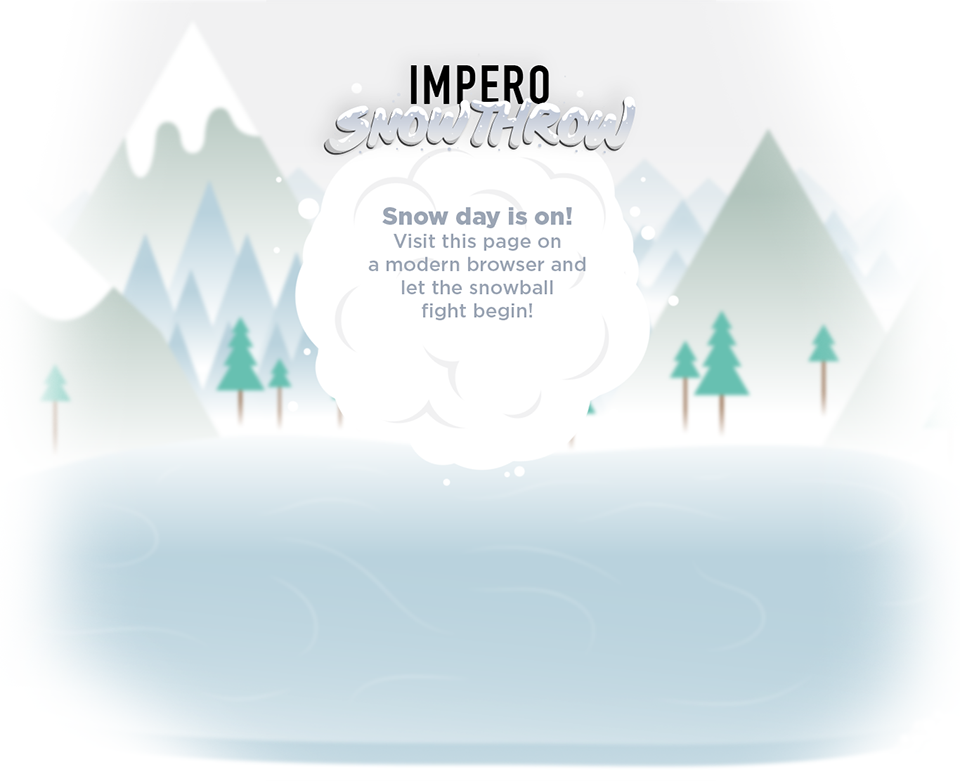 IMPERO
SNOWTHROW
Snow day is on!
Visit this page on
a modern browser and
let the snowball
fight begin!